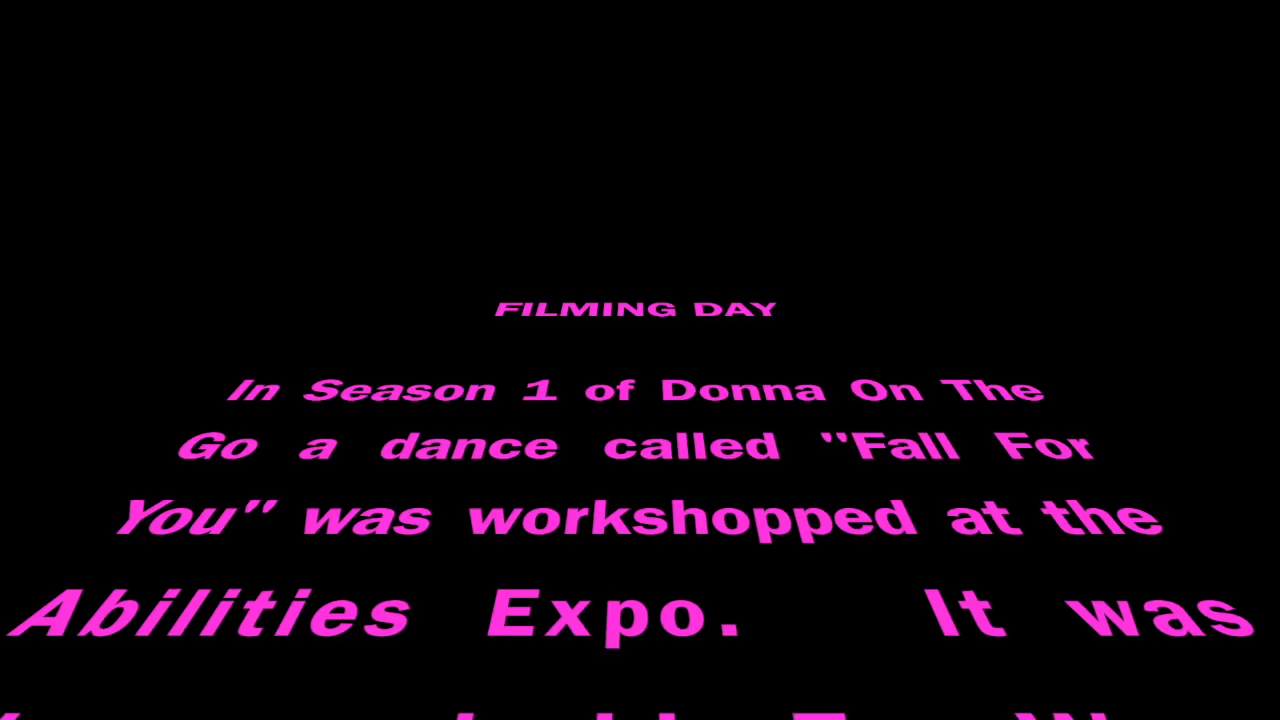 FILMING DAY
In Season 1 of Donna On The
Go a dance called "Fall For
You" was workshopped at the
Abilities Expo. It was